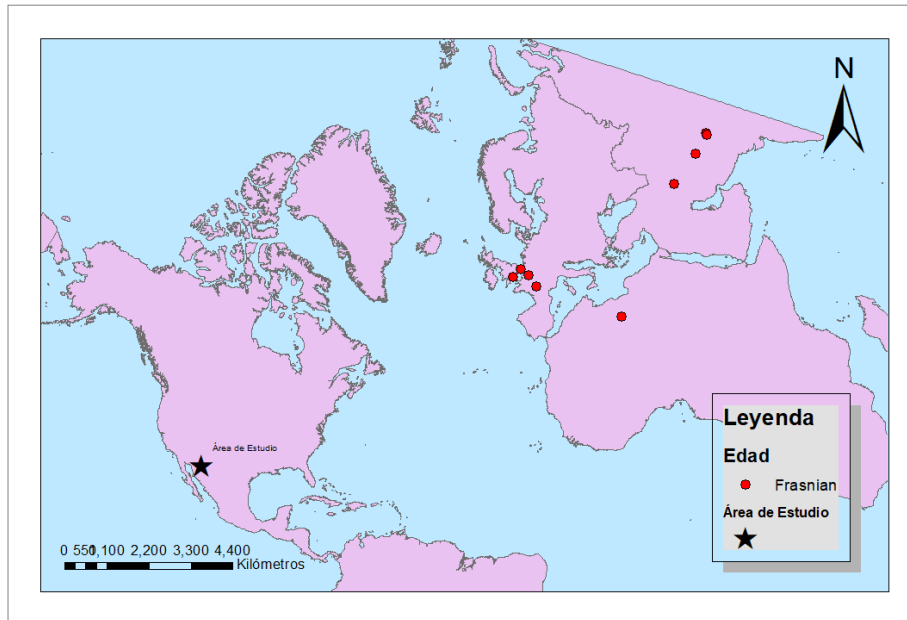 N
Área de Estudio
Leyenda
Edad
Frasnian
Área de Estudio
0 550 1,100 2,200 3,300 4,400
Kilómetros